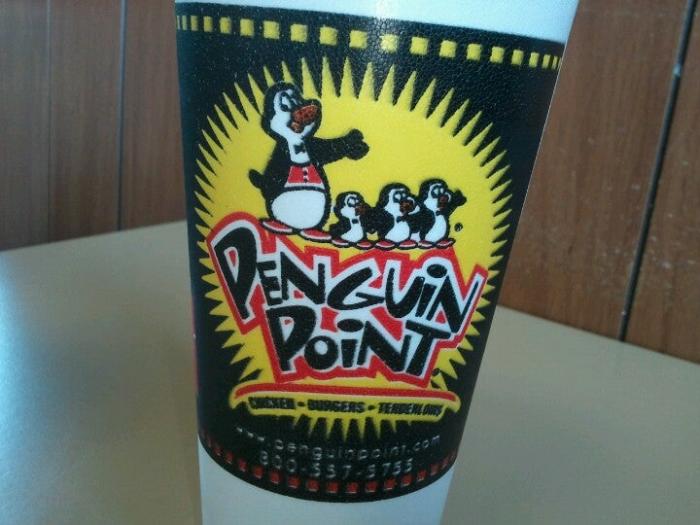 PENGUIN
POINT
CHICKEN - BURGERS - TENDERLOINS
www.penguinpoint.com
800-557-5755